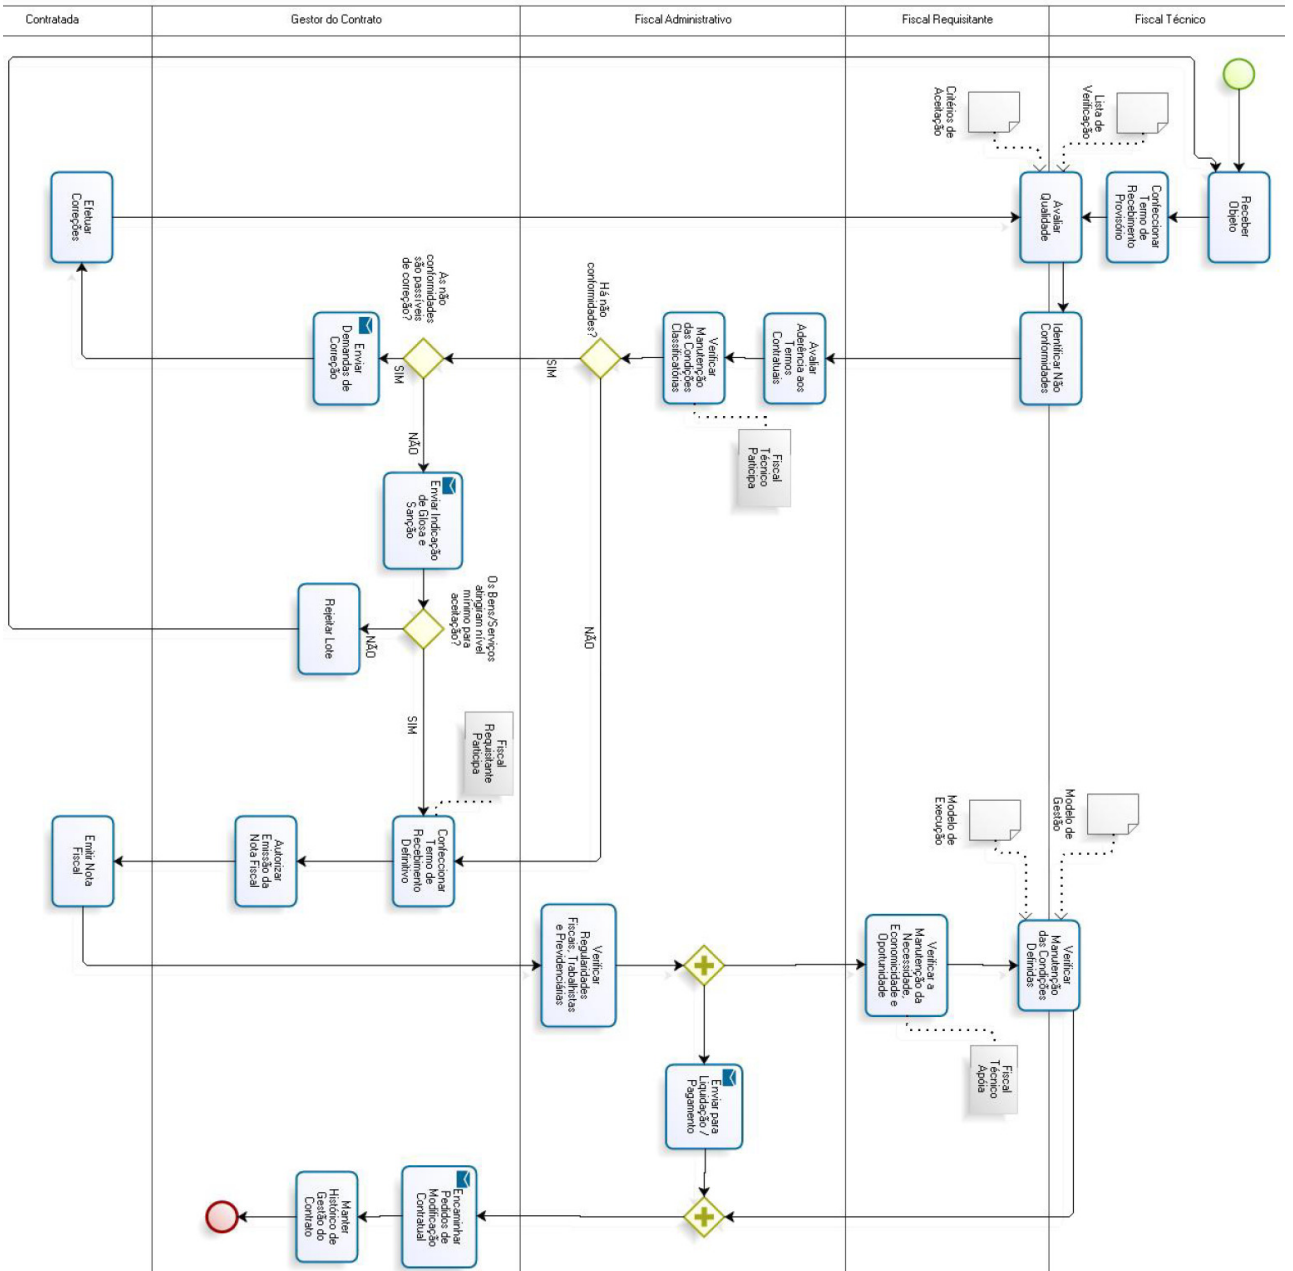 Contratada
Gestor do Contrato
Fiscal Administrativo
Fiscal Requisitante
Fiscal Técnico
Critérios de
Aceitação
Lista de
Verificação
Receber
Objeto
Confeccionar
Termo de
Recebimento
Provisório
Avaliar
Qualidade
Efetuar
Correções
Identificar Não
Conformidades
Avaliar
Aderência aos
Termos
Contratuais
Verificar
Manutenção
das Condições
Classificatórias
Fiscal
Técnico
Participa
Há não
conformidades?
SIM
NÃO
As não
conformidades
são passíveis
de correção?
SIM
NÃO
Enviar
Demandas de
Correção
Enviar Indicação
de Glosa e
Sanção
Os Bens/Serviços
atingiram nível
mínimo para
aceitação?
NÃO
SIM
Rejeitar Lote
Fiscal
Requisitante
Participa
Confeccionar
Termo de
Recebimento
Definitivo
Autorizar
Emissão da
Nota Fiscal
Emitir Nota
Fiscal
Verificar
Regularidades
Fiscais, Trabalhistas
e Previdenciárias
Verificar a
Manutenção da
Necessidade,
Economicidade e
Oportunidade
Fiscal
Técnico
Apóia
Modelo de
Execução
Modelo de
Gestão
Verificar
Manutenção
das Condições
Definidas
Enviar para
Liquidação /
Pagamento
Encaminhar
Pedidos de
Modificação
Contratual
Manter
Histórico de
Gestão do
Contrato